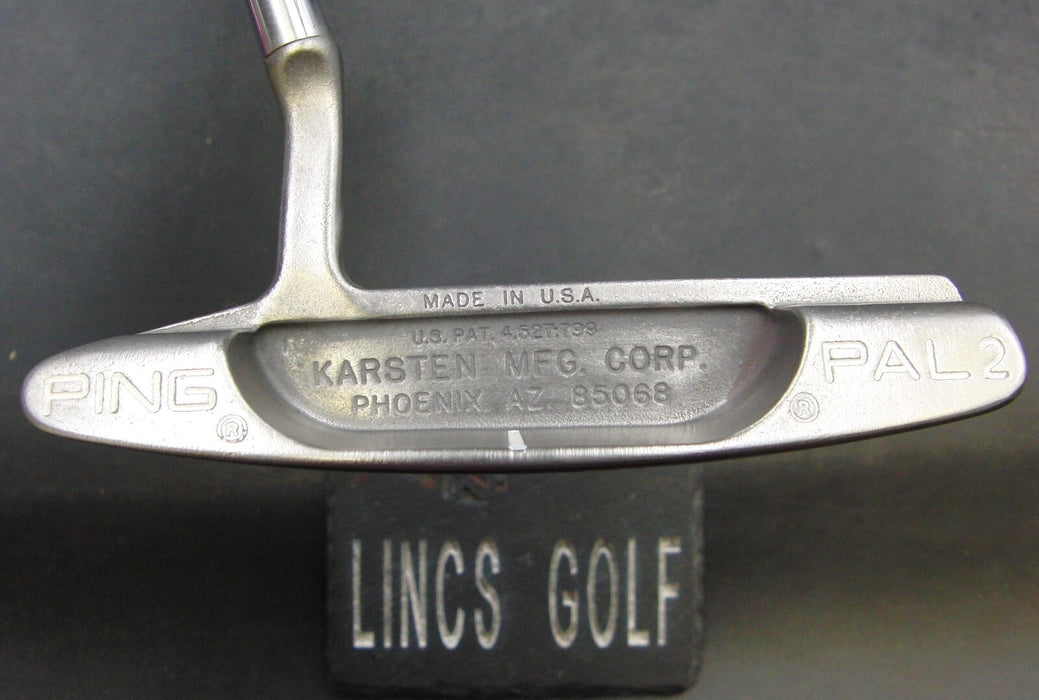 MADE IN U.S.A.
U.S. PAT. 4,527,799
KARSTEN MFG. CORP.
PHOENIX, AZ. 85068
PING ®
PAL 2 ®
LINCS GOLF